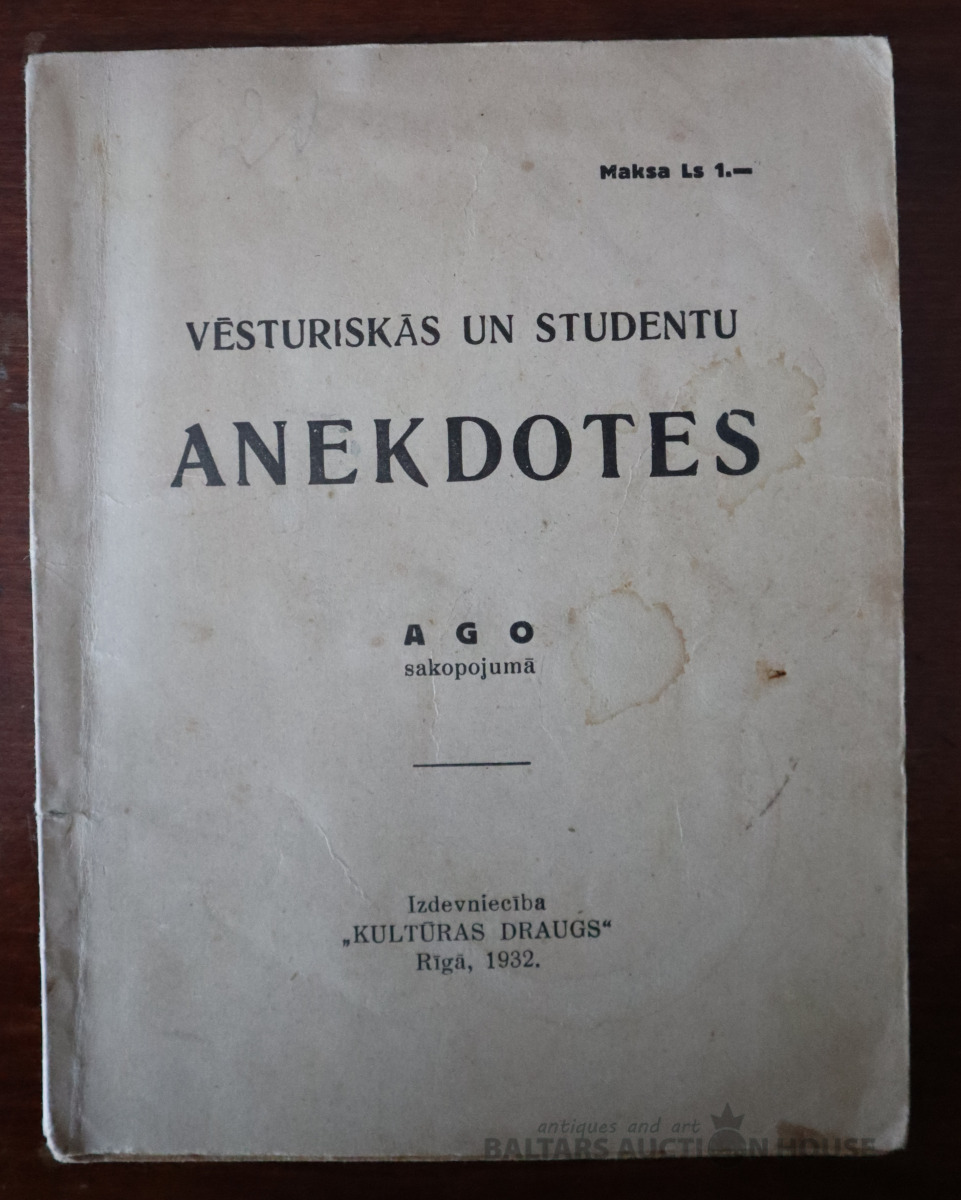 Maksa Ls 1.—
VĒSTURISKĀS UN STUDENTU
ANEKDOTES
AGO
sakopojumā
Izdevniecība
„KULTŪRAS DRAUGS“
Rīgā, 1932.
antiques and art
BALTARS AUCTION HOUSE